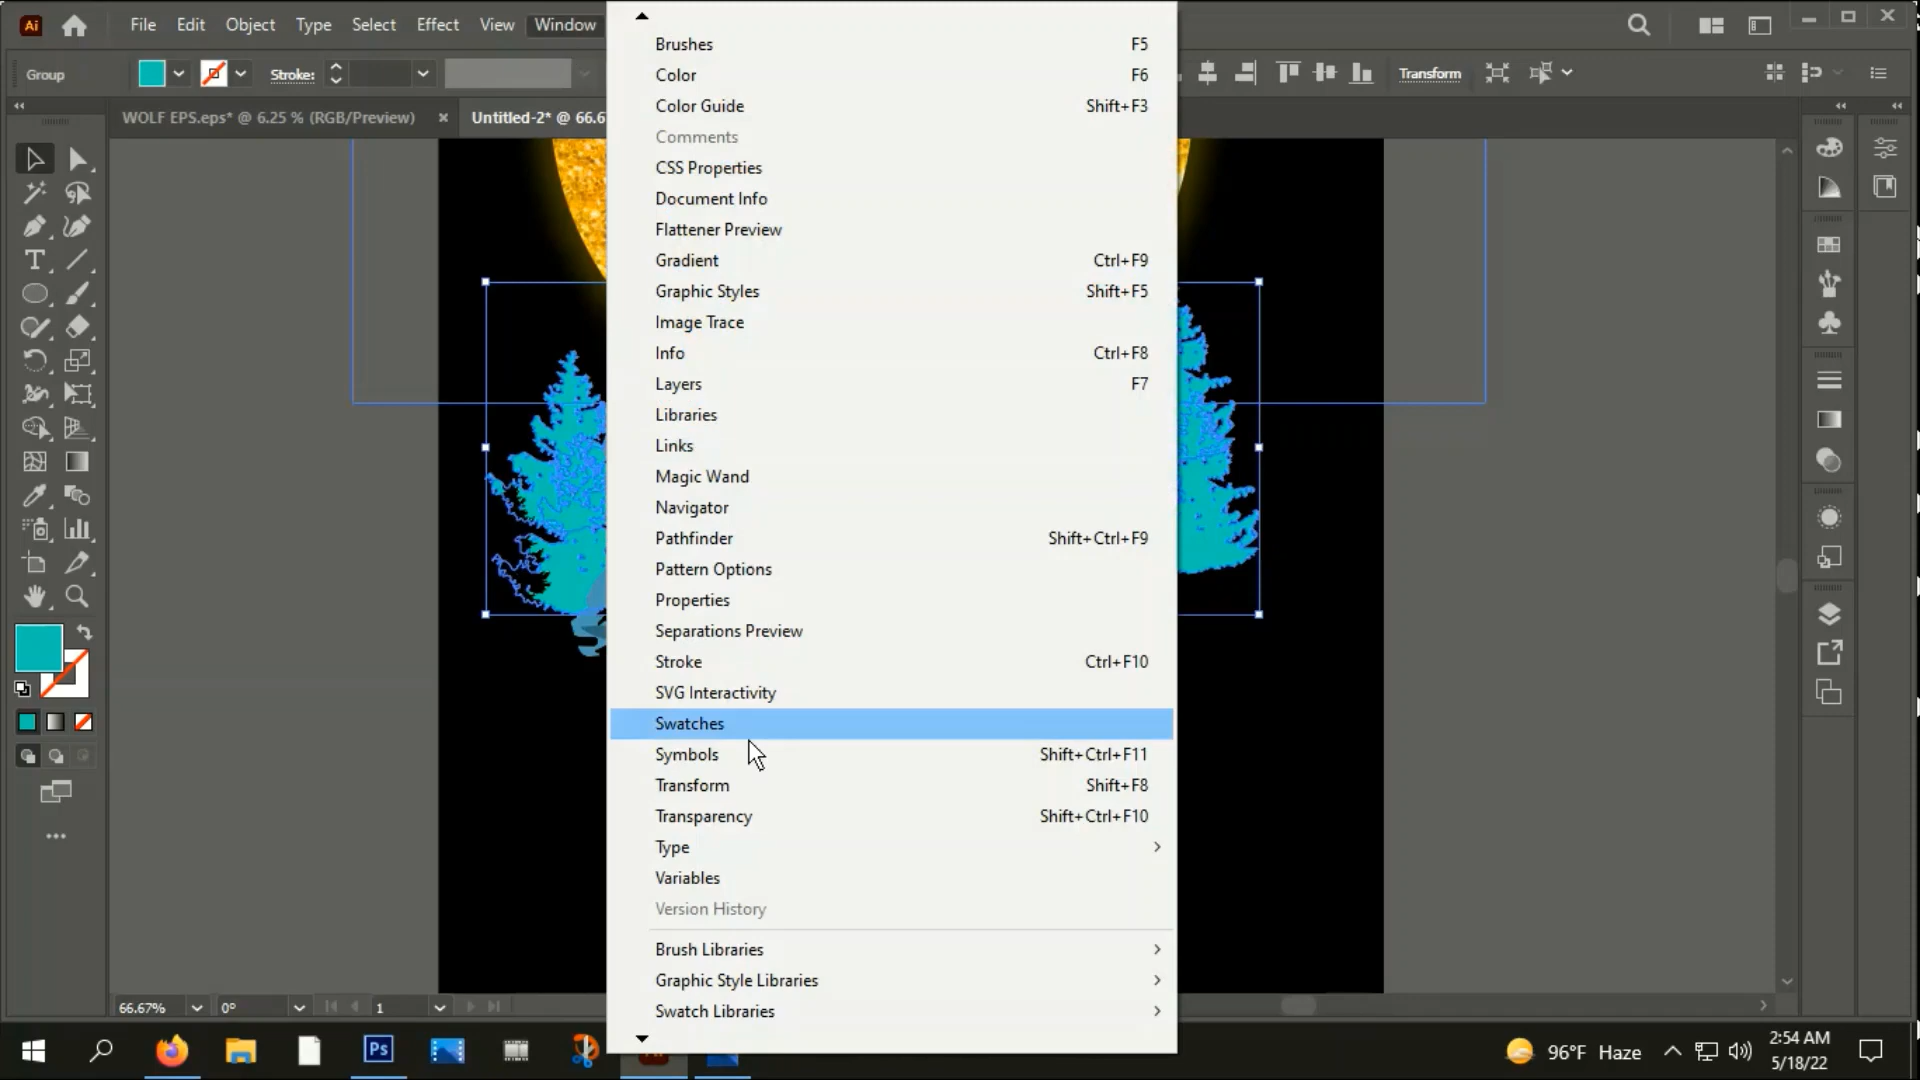 Ai File Edit Object Type Select Effect View Window
Group Stroke: Transform
WOLF EPS.eps* @ 6.25 % (RGB/Preview) × Untitled-2* @ 66.6
Brushes F5
Color F6
Color Guide Shift+F3
Comments
CSS Properties
Document Info
Flattener Preview
Gradient Ctrl+F9
Graphic Styles Shift+F5
Image Trace
Info Ctrl+F8
Layers F7
Libraries
Links
Magic Wand
Navigator
Pathfinder Shift+Ctrl+F9
Pattern Options
Properties
Separations Preview
Stroke Ctrl+F10
SVG Interactivity
Swatches
Symbols Shift+Ctrl+F11
Transform Shift+F8
Transparency Shift+Ctrl+F10
Type
Variables
Version History
Brush Libraries
Graphic Style Libraries
Swatch Libraries
66.67% 0° 1
Ps 96°F Haze 2:54 AM
5/18/22